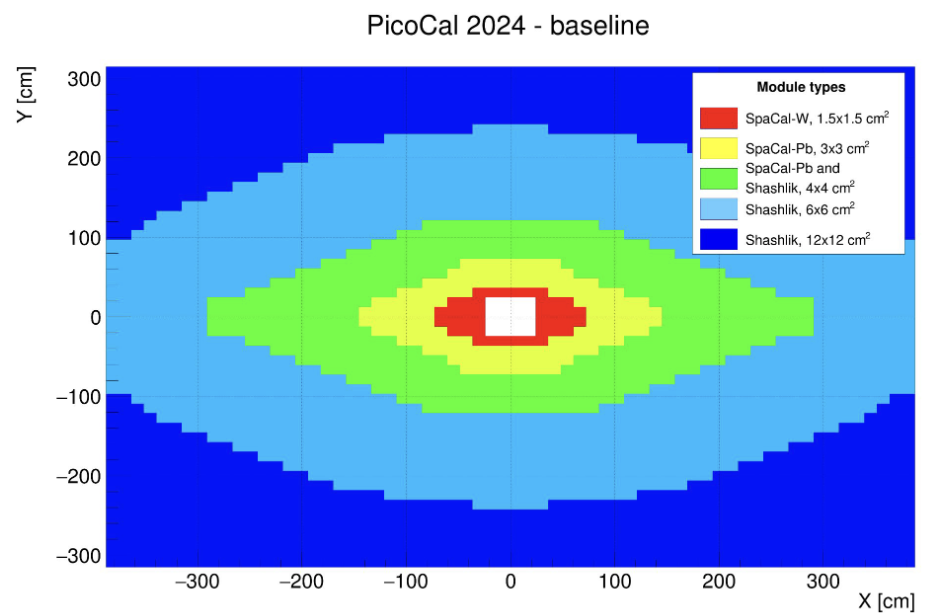 PicoCal 2024 - baseline
Y [cm]
Module types
SpaCal-W, 1.5x1.5 cm²
SpaCal-Pb, 3x3 cm²
SpaCal-Pb and
Shashlik, 4x4 cm²
Shashlik, 6x6 cm²
Shashlik, 12x12 cm²
300
200
100
0
−100
−200
−300
−300 −200 −100 0 100 200 300
X [cm]